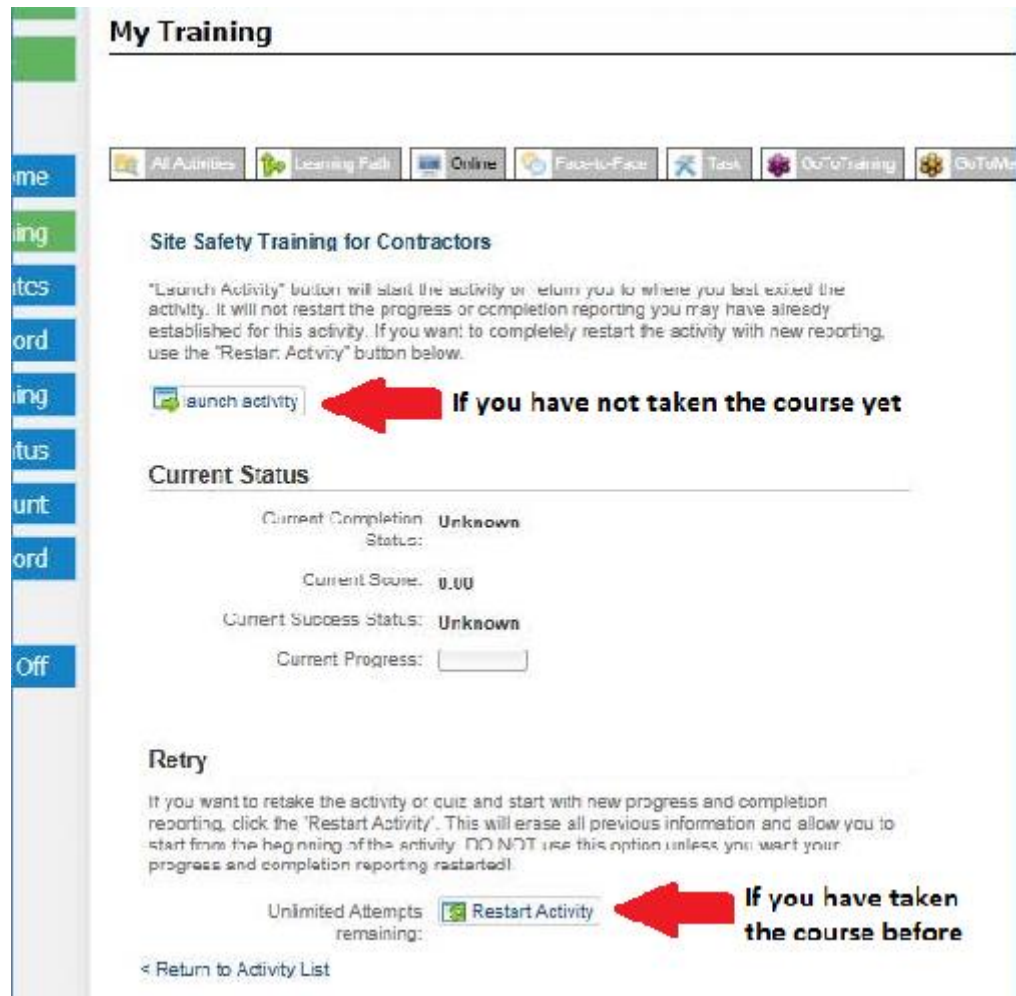 My Training
All Activities Learning Path Online Face-to-Face Task GoToTraining GoToMe
ome
ning
ates
ord
ning
atus
unt
ord
Off
Site Safety Training for Contractors
"Launch Activity" button will start the activity or return you to where you last exited the
activity. It will not restart the progress or completion reporting you may have already
established for this activity. If you want to completely restart the activity with new reporting,
use the "Restart Activity" button below.
launch activity
If you have not taken the course yet
Current Status
Current Completion Status: Unknown
Current Score: 0.00
Current Success Status: Unknown
Current Progress:
Retry
If you want to retake the activity or quiz and start with new progress and completion
reporting, click the 'Restart Activity'. This will erase all previous information and allow you to
start from the beginning of the activity. DO NOT use this option unless you want your
progress and completion reporting restarted!
Unlimited Attempts remaining: Restart Activity
If you have taken
the course before
< Return to Activity List